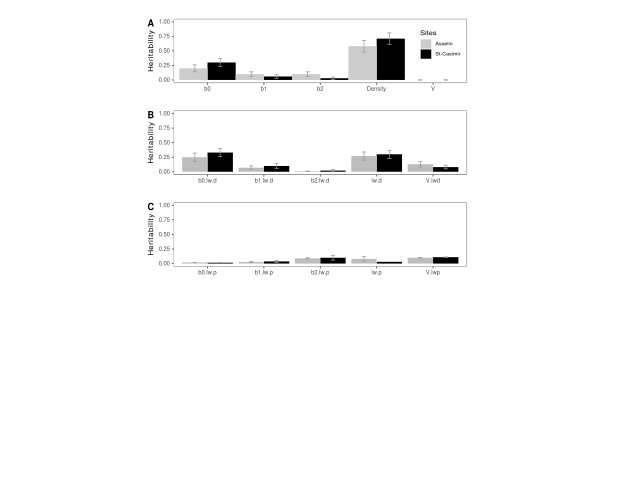 A
Heritability
1.00
0.75
0.50
0.25
0.00
b0
b1
b2
Density
V
Sites
Asselin
St-Casimir
B
Heritability
1.00
0.75
0.50
0.25
0.00
b0.lw.d
b1.lw.d
b2.lw.d
lw.d
V.lwd
C
Heritability
1.00
0.75
0.50
0.25
0.00
b0.lw.p
b1.lw.p
b2.lw.p
lw.p
V.lwp